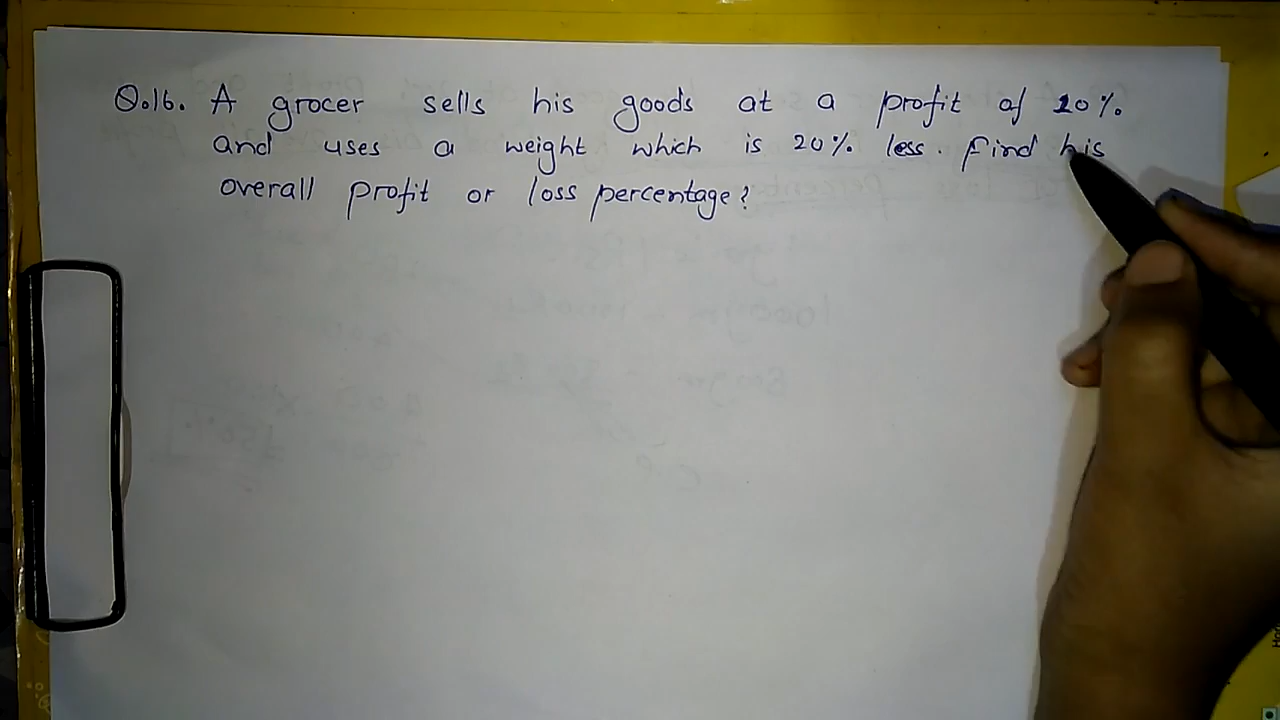 Q.16. A grocer sells his goods at a profit of 10%
and uses a weight which is 20% less. Find his
overall profit or loss percentage?